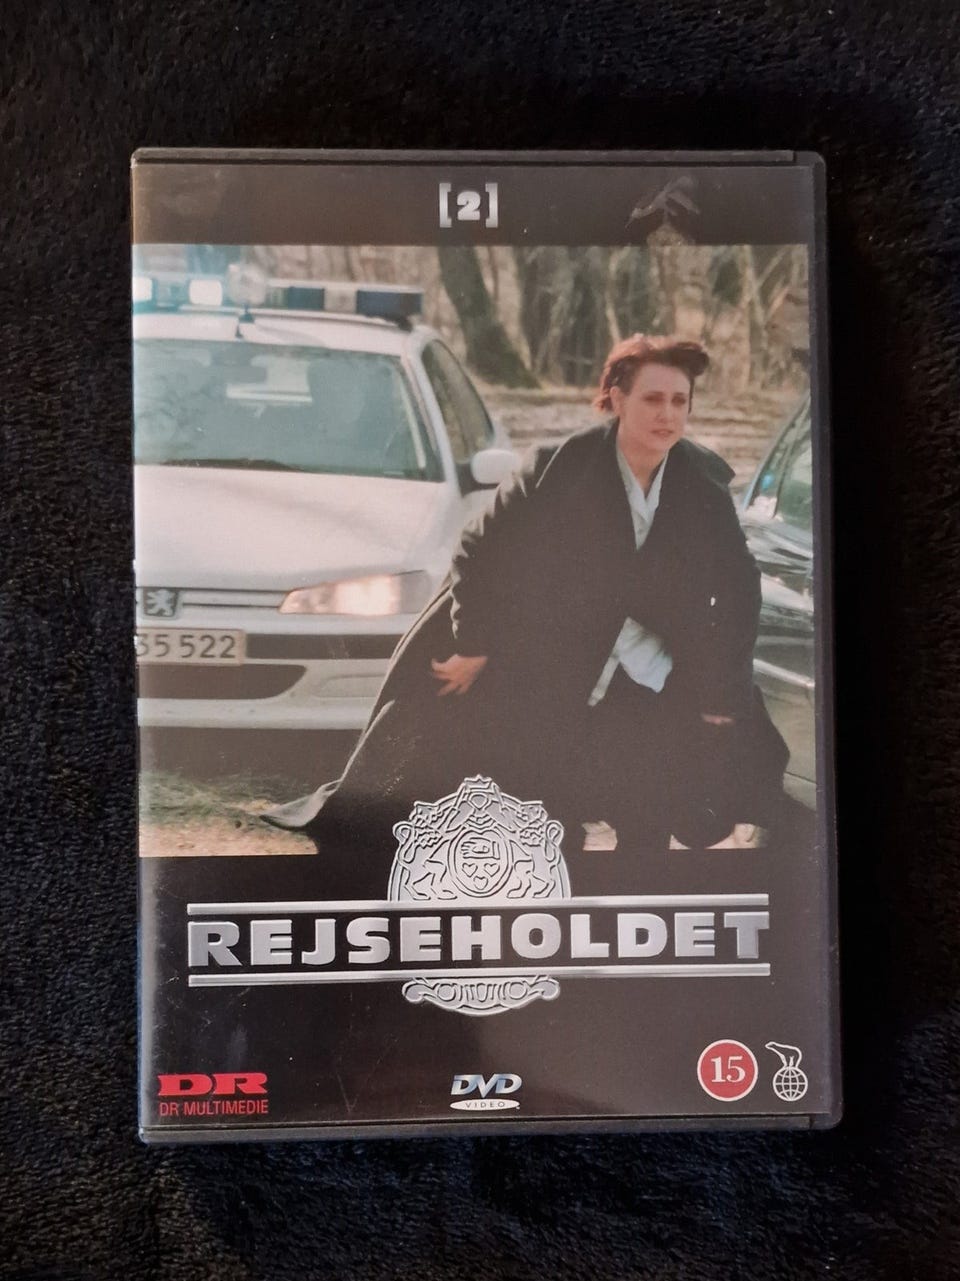 [2]
35 522
REJSEHOLDET
DR
DR MULTIMEDIE
DVD
VIDEO
15